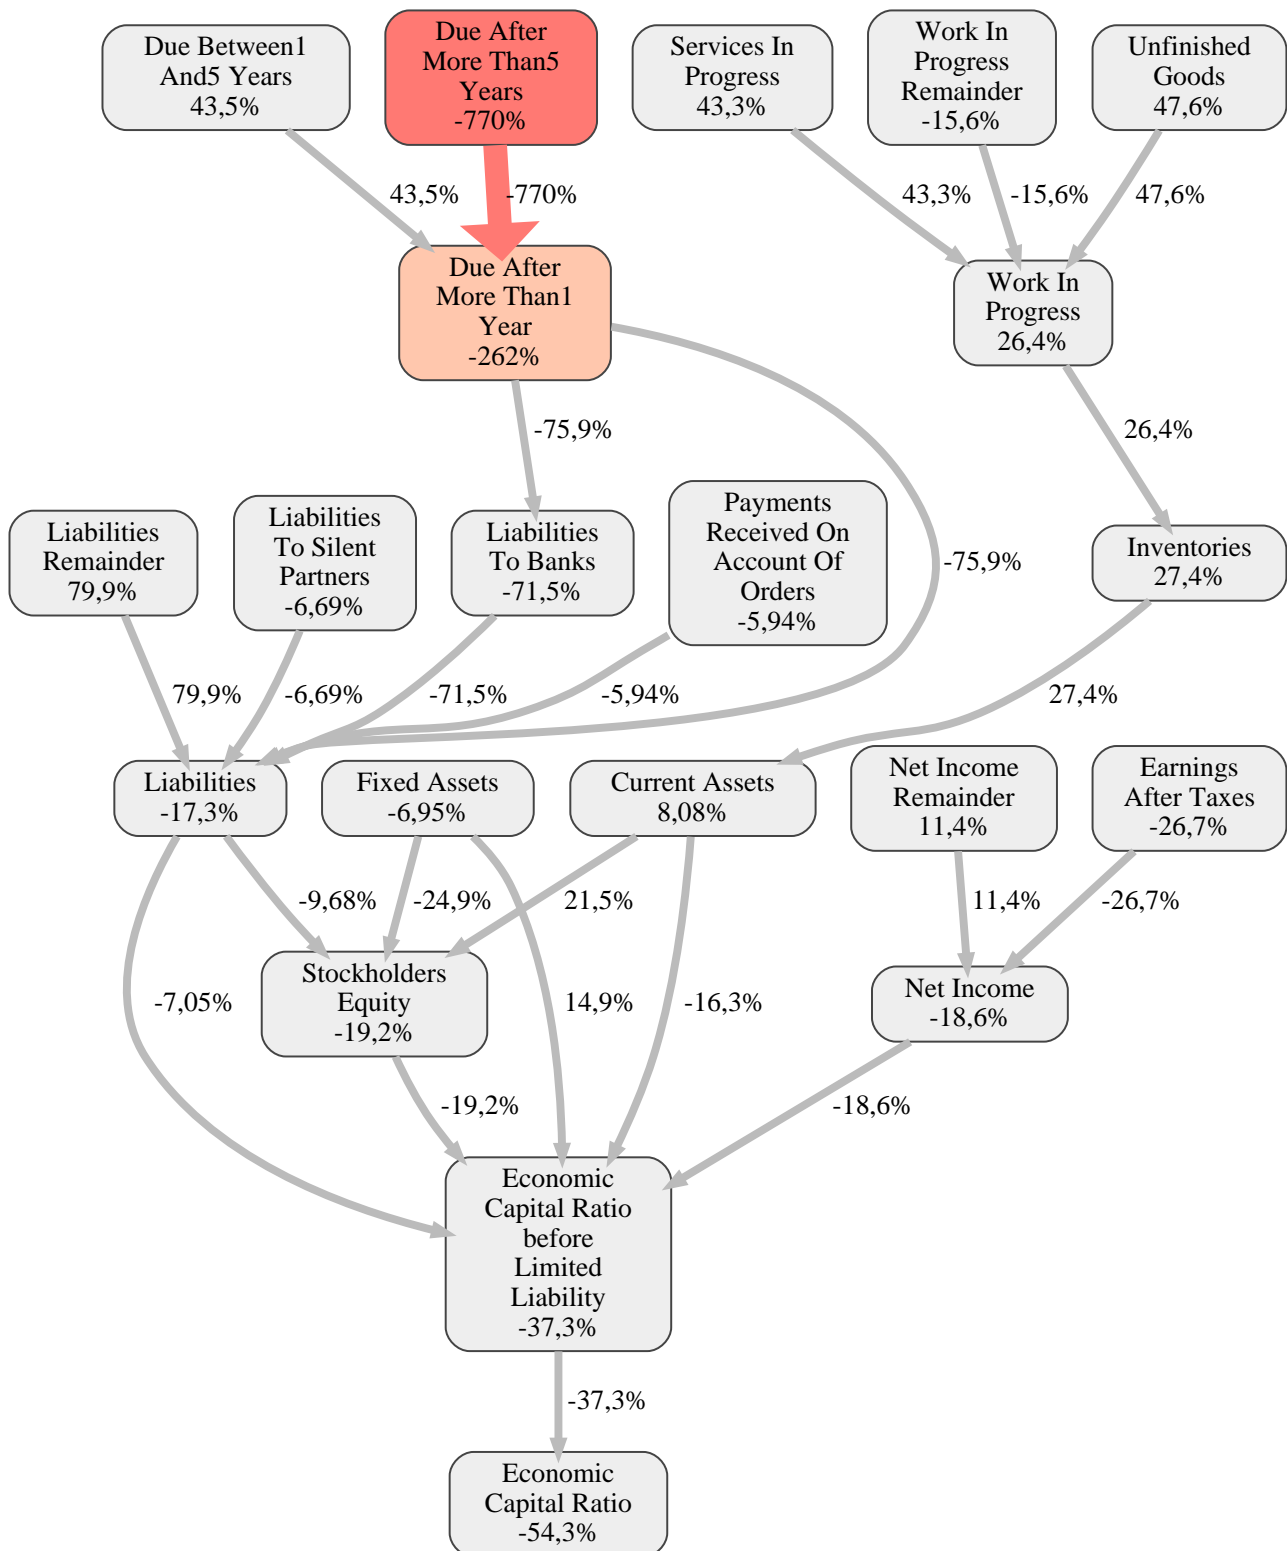 Due Between1
And5 Years
43,5%
Due After
More Than5
Years
-770%
Services In
Progress
43,3%
Work In
Progress
Remainder
-15,6%
Unfinished
Goods
47,6%
43,5%
-770%
43,3%
-15,6%
47,6%
Due After
More Than1
Year
-262%
Work In
Progress
26,4%
-75,9%
26,4%
Liabilities
Remainder
79,9%
Liabilities
To Silent
Partners
-6,69%
Liabilities
To Banks
-71,5%
Payments
Received On
Account Of
Orders
-5,94%
-75,9%
Inventories
27,4%
79,9%
-6,69%
-71,5%
-5,94%
27,4%
Liabilities
-17,3%
Fixed Assets
-6,95%
Current Assets
8,08%
Net Income
Remainder
11,4%
Earnings
After Taxes
-26,7%
-9,68%
-24,9%
21,5%
11,4%
-26,7%
Stockholders
Equity
-19,2%
Net Income
-18,6%
-7,05%
14,9%
-16,3%
-19,2%
-18,6%
Economic
Capital Ratio
before
Limited
Liability
-37,3%
-37,3%
Economic
Capital Ratio
-54,3%